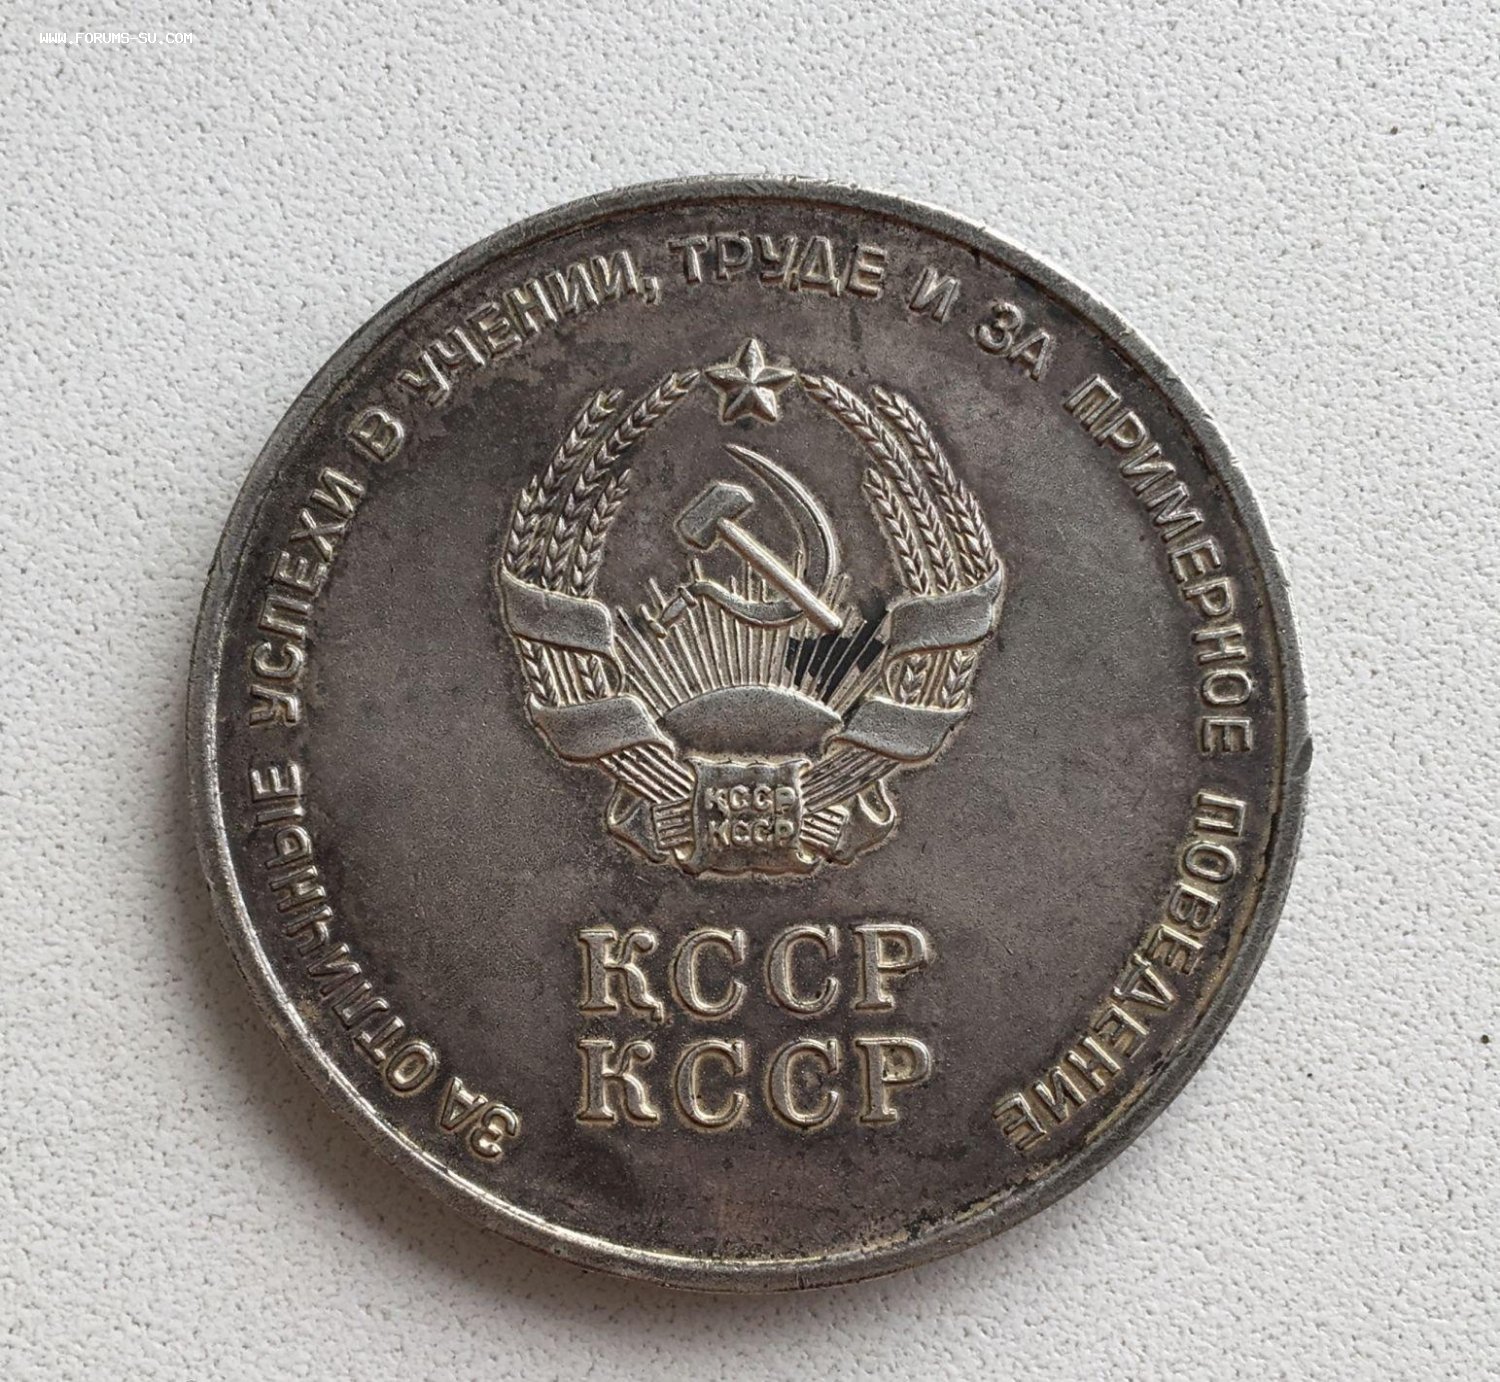 WWW.FORUMS-SU.COM
ЗА ОТЛИЧНЫЕ УСПЕХИ В УЧЕНИИ, ТРУДЕ И ЗА ПРИМЕРНОЕ ПОВЕДЕНИЕ
ҚССР
КССР
ҚССР
КССР